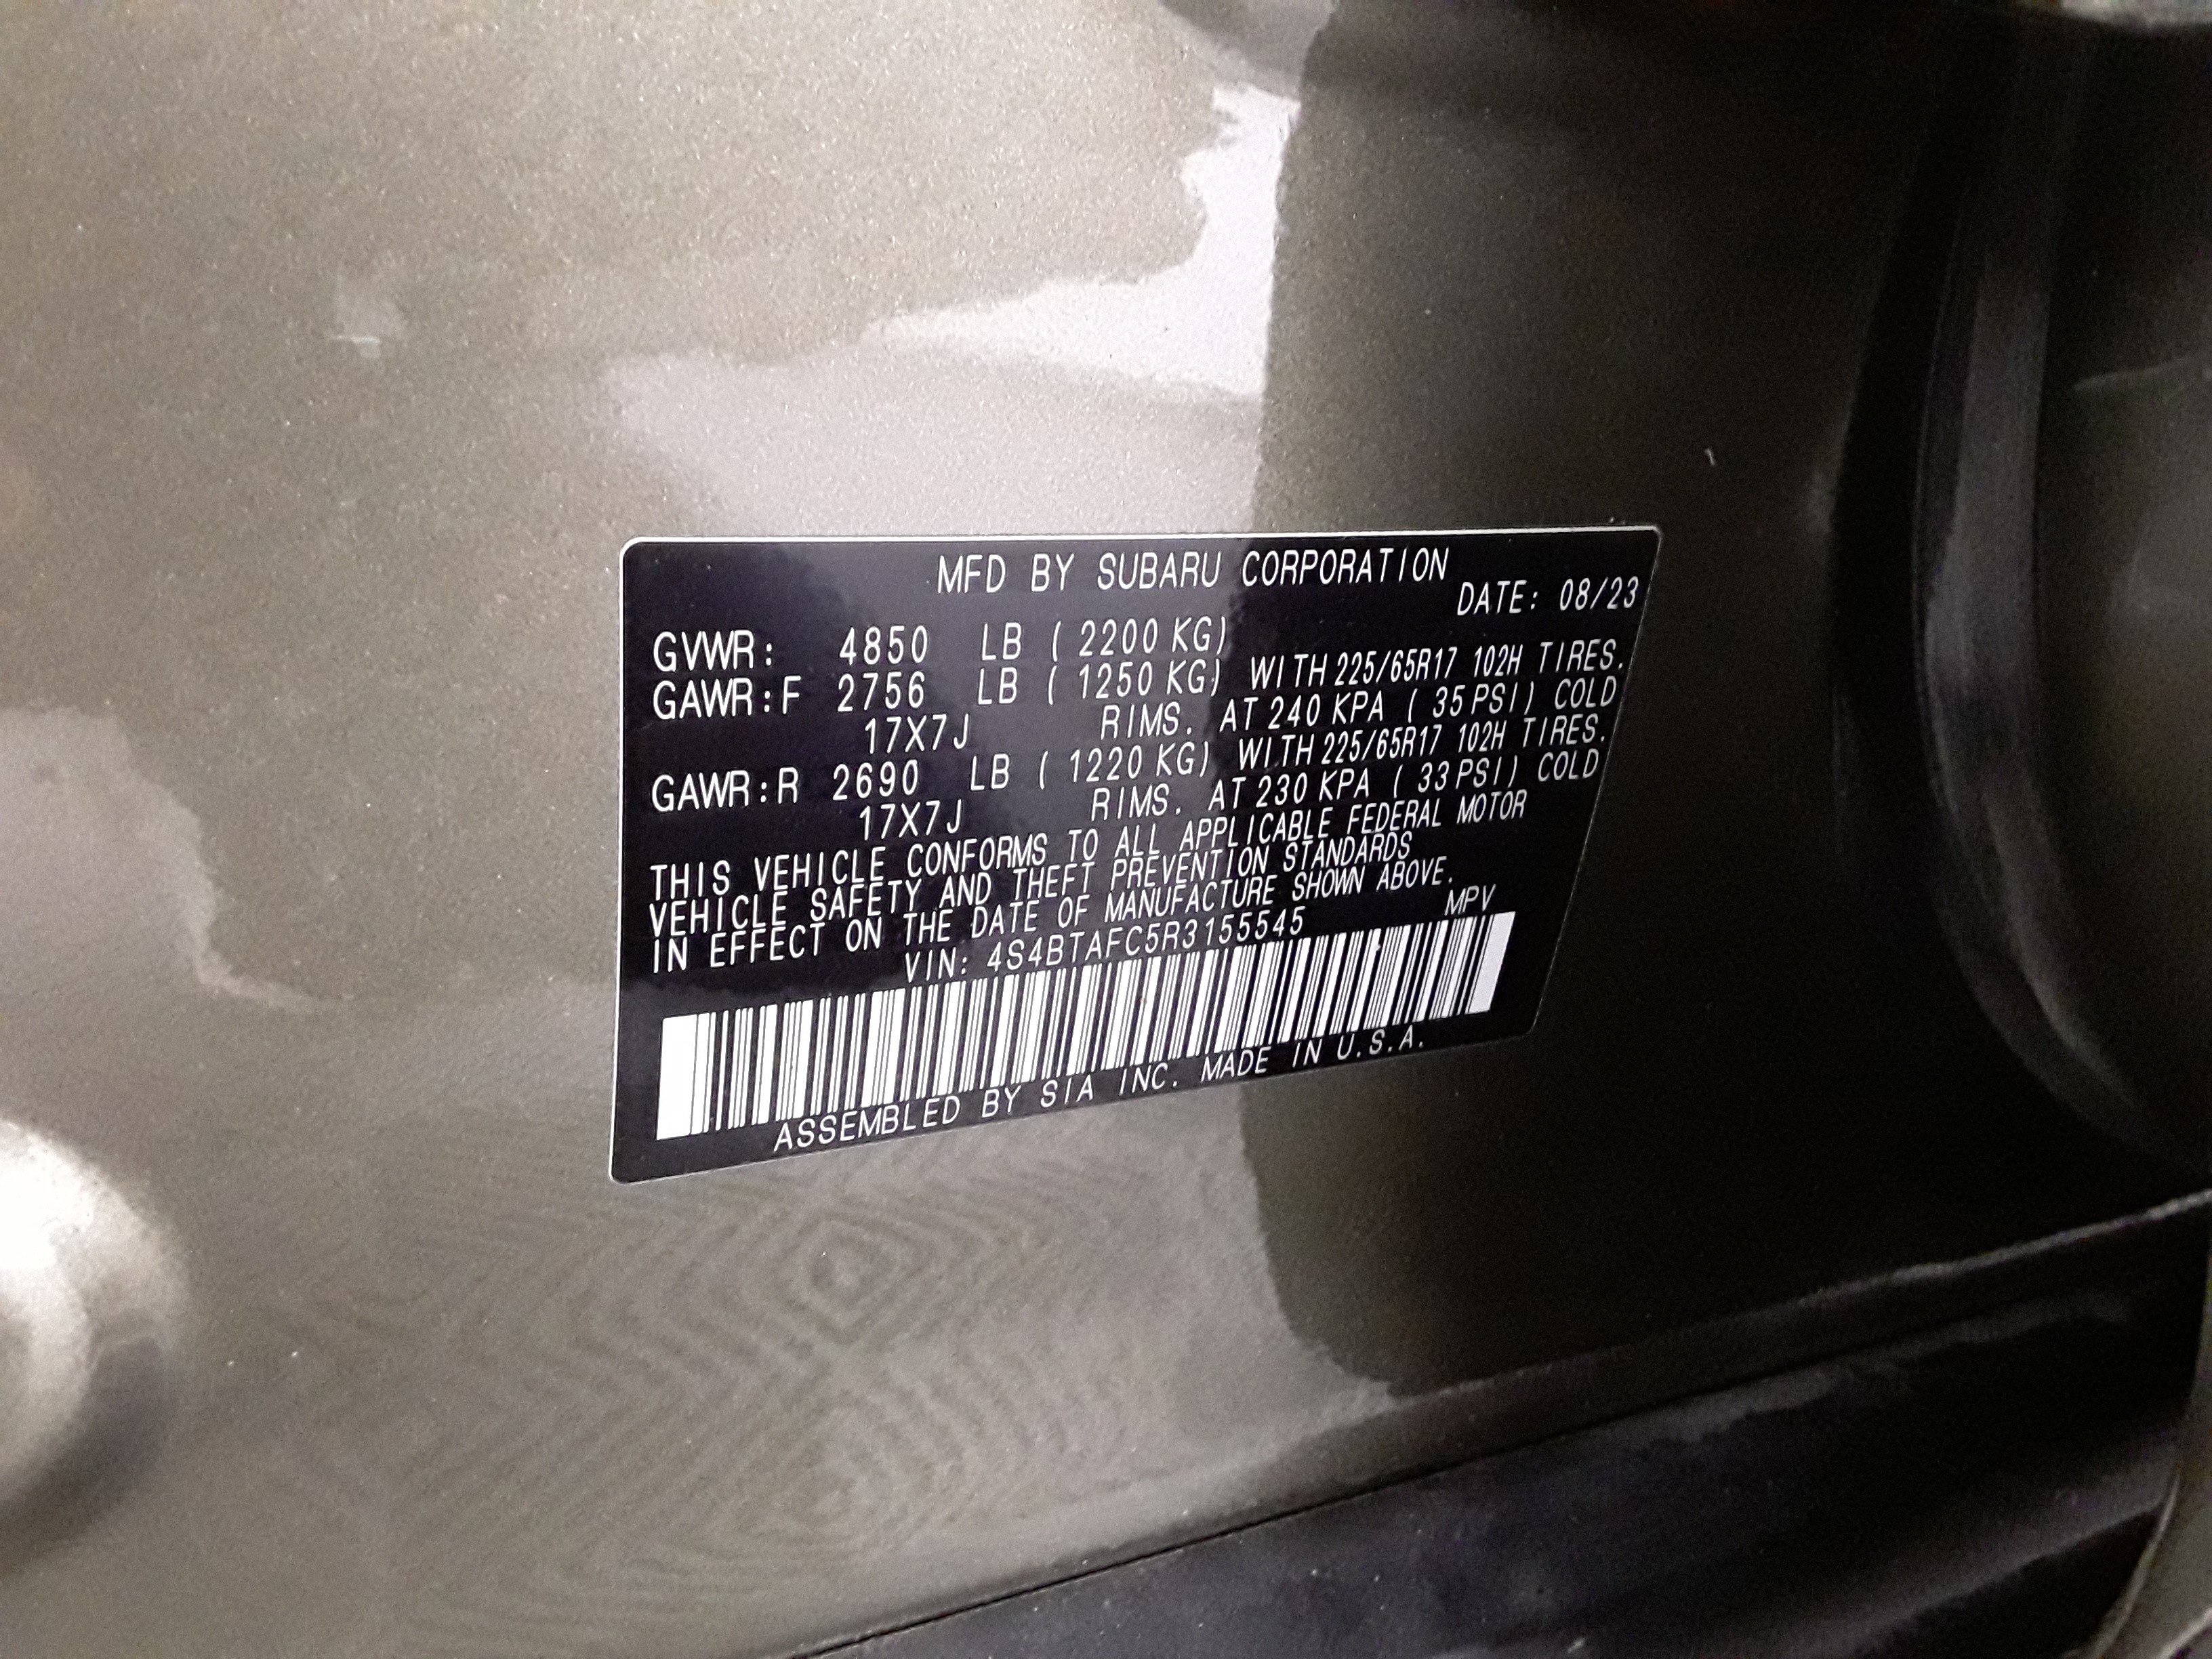 MFD BY SUBARU CORPORATION
DATE: 08/23
GVWR: 4850 LB ( 2200 KG)
GAWR:F 2756 LB ( 1250 KG) WITH 225/65R17 102H TIRES.
17X7J RIMS. AT 240 KPA ( 35 PSI) COLD
GAWR:R 2690 LB ( 1220 KG) WITH 225/65R17 102H TIRES.
17X7J RIMS. AT 230 KPA ( 33 PSI) COLD
THIS VEHICLE CONFORMS TO ALL APPLICABLE FEDERAL MOTOR
VEHICLE SAFETY AND THEFT PREVENTION STANDARDS
IN EFFECT ON THE DATE OF MANUFACTURE SHOWN ABOVE.
VIN: 4S4BTAFC5R3155545 MPV
ASSEMBLED BY SIA INC. MADE IN U.S.A.